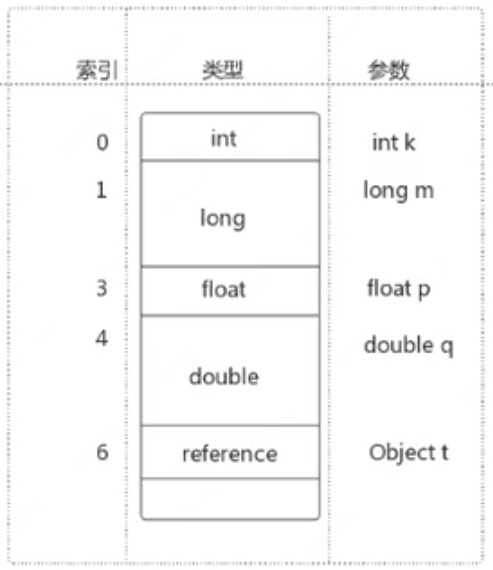 索引 类型 参数
0 int int k
1 long long m
3 float float p
4 double double q
6 reference Object t